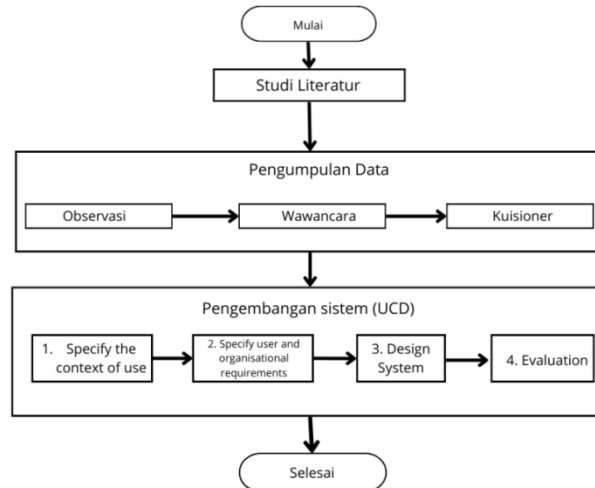 Mulai
Studi Literatur
Pengumpulan Data
Observasi
Wawancara
Kuisioner
Pengembangan sistem (UCD)
1. Specify the
context of use
2. Specify user and
organisational
requirements
3. Design
System
4. Evaluation
Selesai